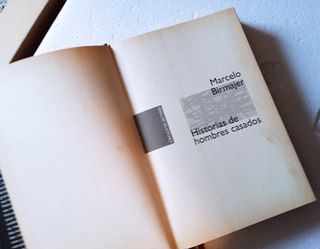 Marcelo
Birmajer
Historias de
hombres casados